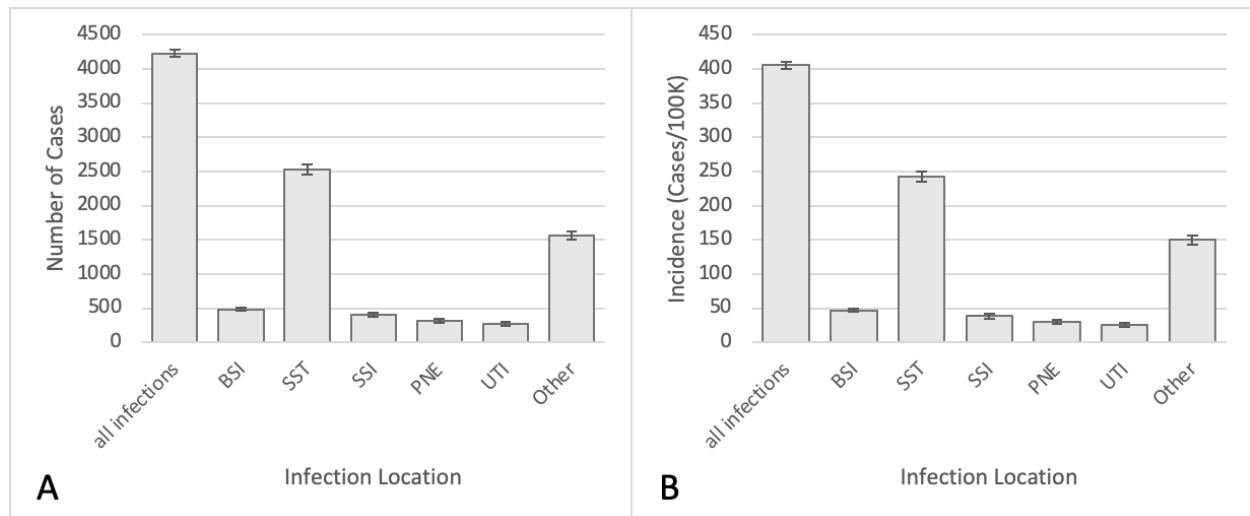 4500
4000
3500
3000
2500
2000
1500
1000
500
0
Number of Cases
all infections
BSI
SST
SSI
PNE
UTI
Other
Infection Location
A
450
400
350
300
250
200
150
100
50
0
Incidence (Cases/100K)
all infections
BSI
SST
SSI
PNE
UTI
Other
Infection Location
B